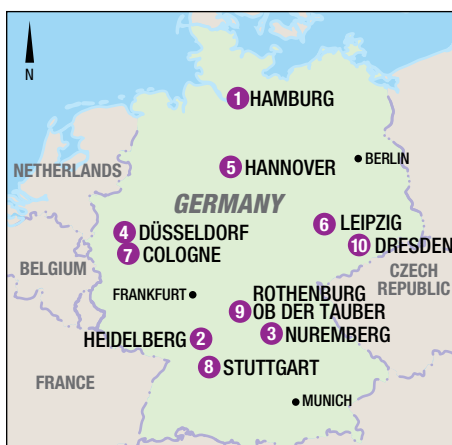 N
1 HAMBURG
NETHERLANDS
5 HANNOVER
BERLIN
GERMANY
4 DÜSSELDORF
6 LEIPZIG
7 COLOGNE
10 DRESDEN
BELGIUM
CZECH
REPUBLIC
FRANKFURT
ROTHENBURG
9 OB DER TAUBER
HEIDELBERG 2
3 NUREMBERG
FRANCE
8 STUTTGART
MUNICH